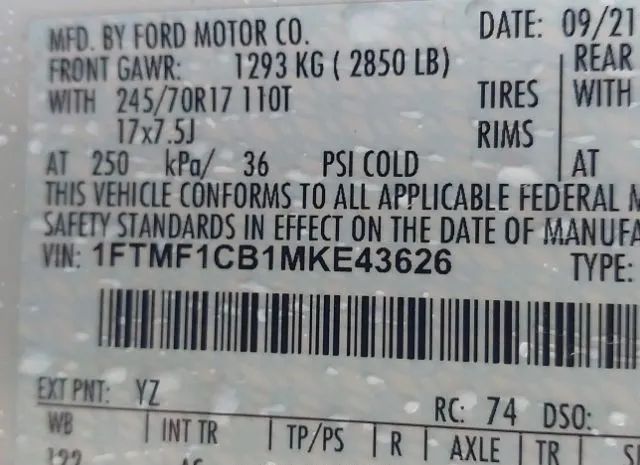 MFD. BY FORD MOTOR CO.
DATE: 09/21
FRONT GAWR: 1293 KG ( 2850 LB)
REAR
WITH 245/70R17 110T TIRES
WITH
17x7.5J RIMS
AT 250 kPa/ 36 PSI COLD
AT
THIS VEHICLE CONFORMS TO ALL APPLICABLE FEDERAL M
SAFETY STANDARDS IN EFFECT ON THE DATE OF MANUFA
VIN: 1FTMF1CB1MKE43626
TYPE:
EXT PNT: YZ
RC: 74 DSO:
WB INT TR TP/PS R AXLE TR S
122